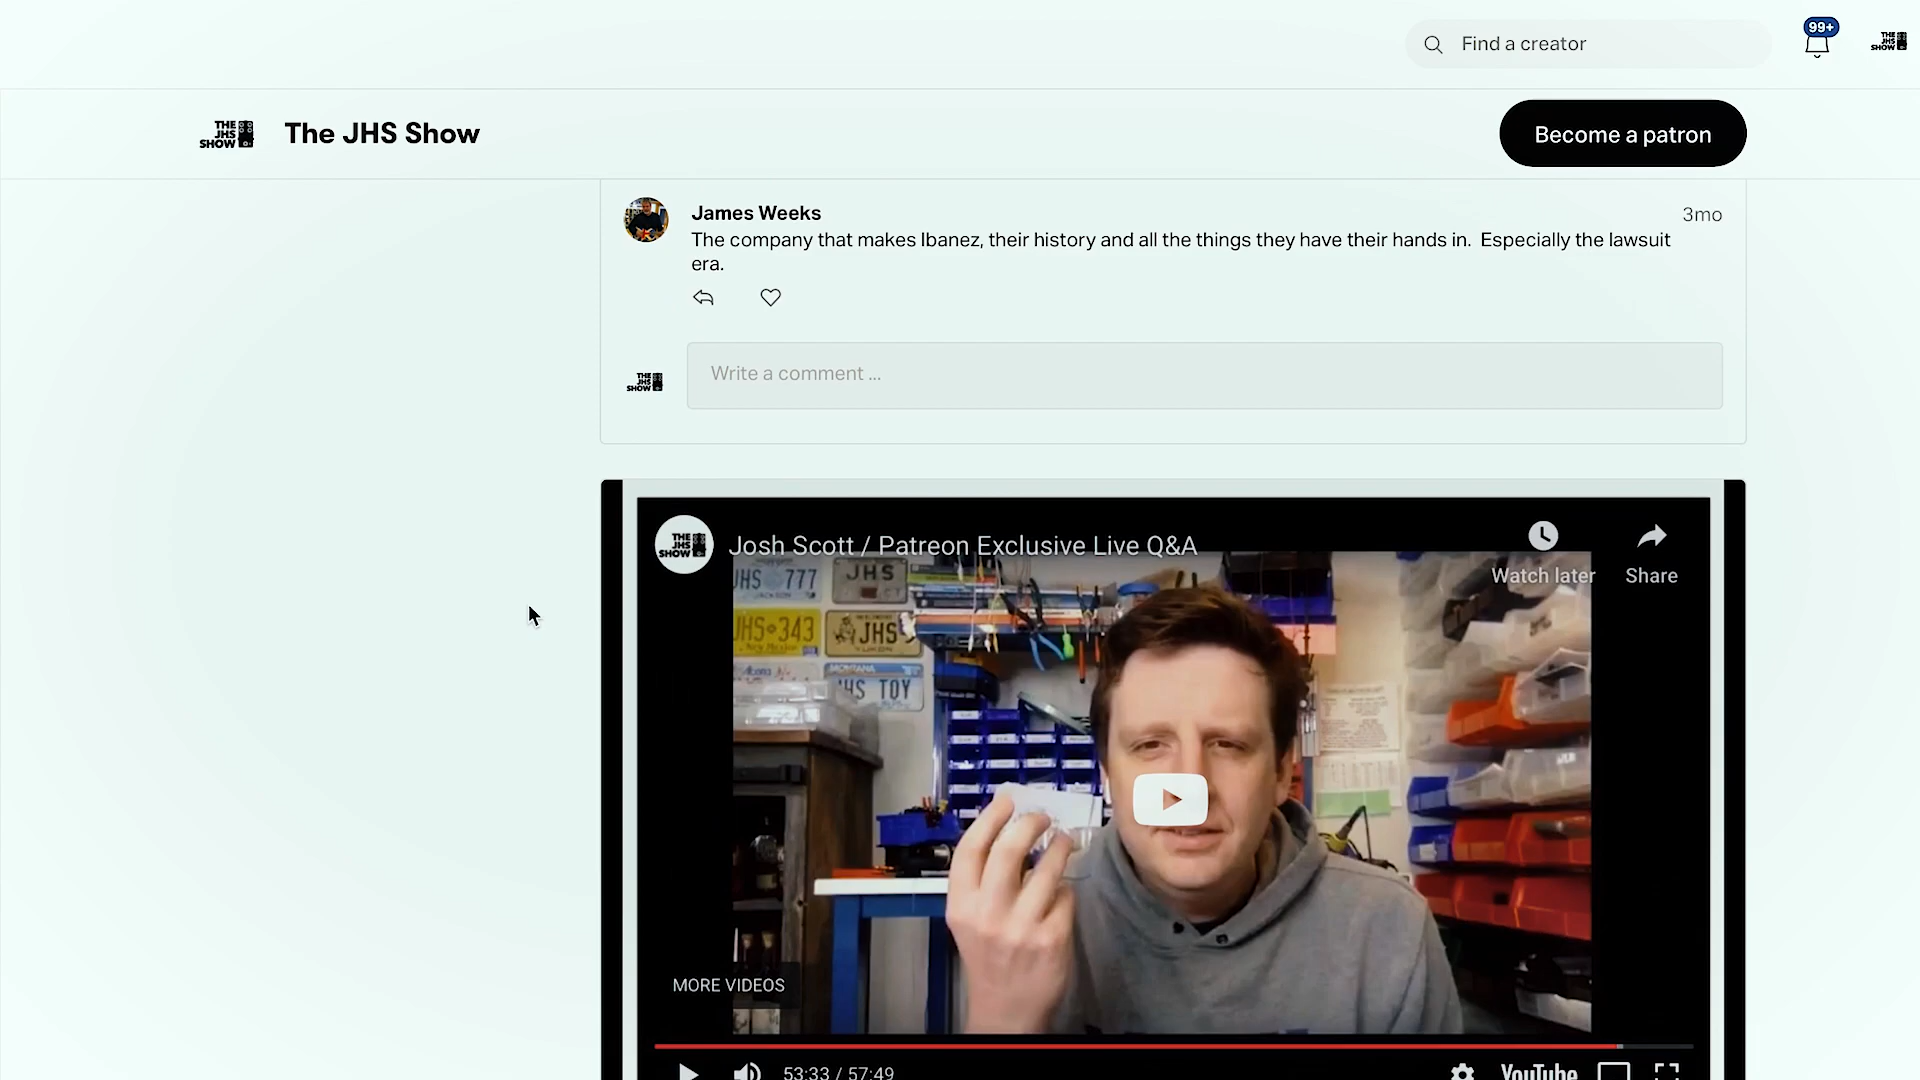 Find a creator
99+
THE
JHS
SHOW
THE
JHS
SHOW
The JHS Show
Become a patron
James Weeks
3mo
The company that makes Ibanez, their history and all the things they have their hands in. Especially the lawsuit
era.
Write a comment ...
THE
JHS
SHOW
THE
JHS
SHOW
Josh Scott / Patreon Exclusive Live Q&A
Watch later
Share
JHS 777
JHS
JHS 343
JHS
YUKON
MONTANA
JHS TOY
MORE VIDEOS
53:33 / 57:49
YouTube